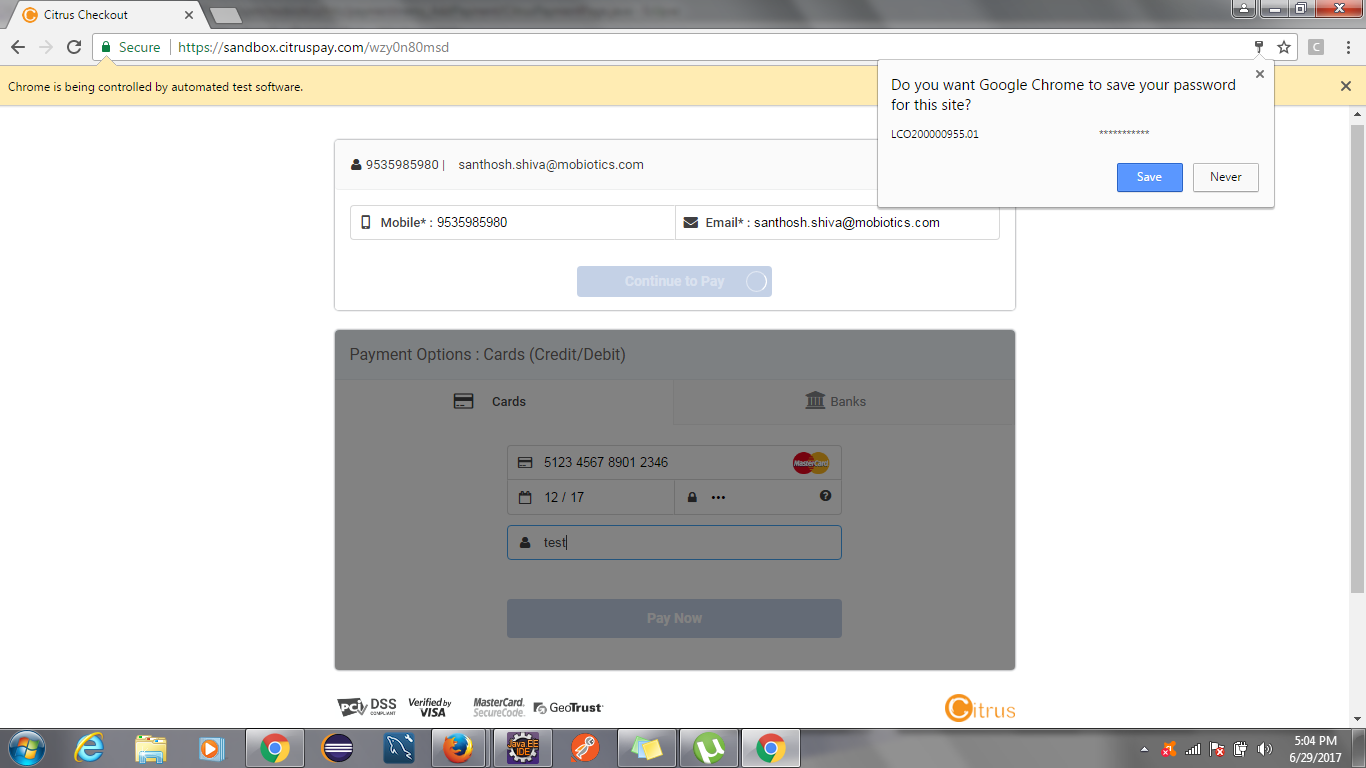 Citrus Checkout
Secure https://sandbox.citruspay.com/wzy0n80msd
C
Chrome is being controlled by automated test software.
Do you want Google Chrome to save your password
for this site?
LCO200000955.01 ***********
Save Never
9535985980 | santhosh.shiva@mobiotics.com
Mobile* : 9535985980 Email* : santhosh.shiva@mobiotics.com
Continue to Pay
Payment Options : Cards (Credit/Debit)
Cards Banks
5123 4567 8901 2346 MasterCard
12 / 17 •••
test
Pay Now
PCI DSS COMPLIANT Verified by VISA MasterCard. SecureCode. GeoTrust Citrus
Java EE IDE
5:04 PM
6/29/2017